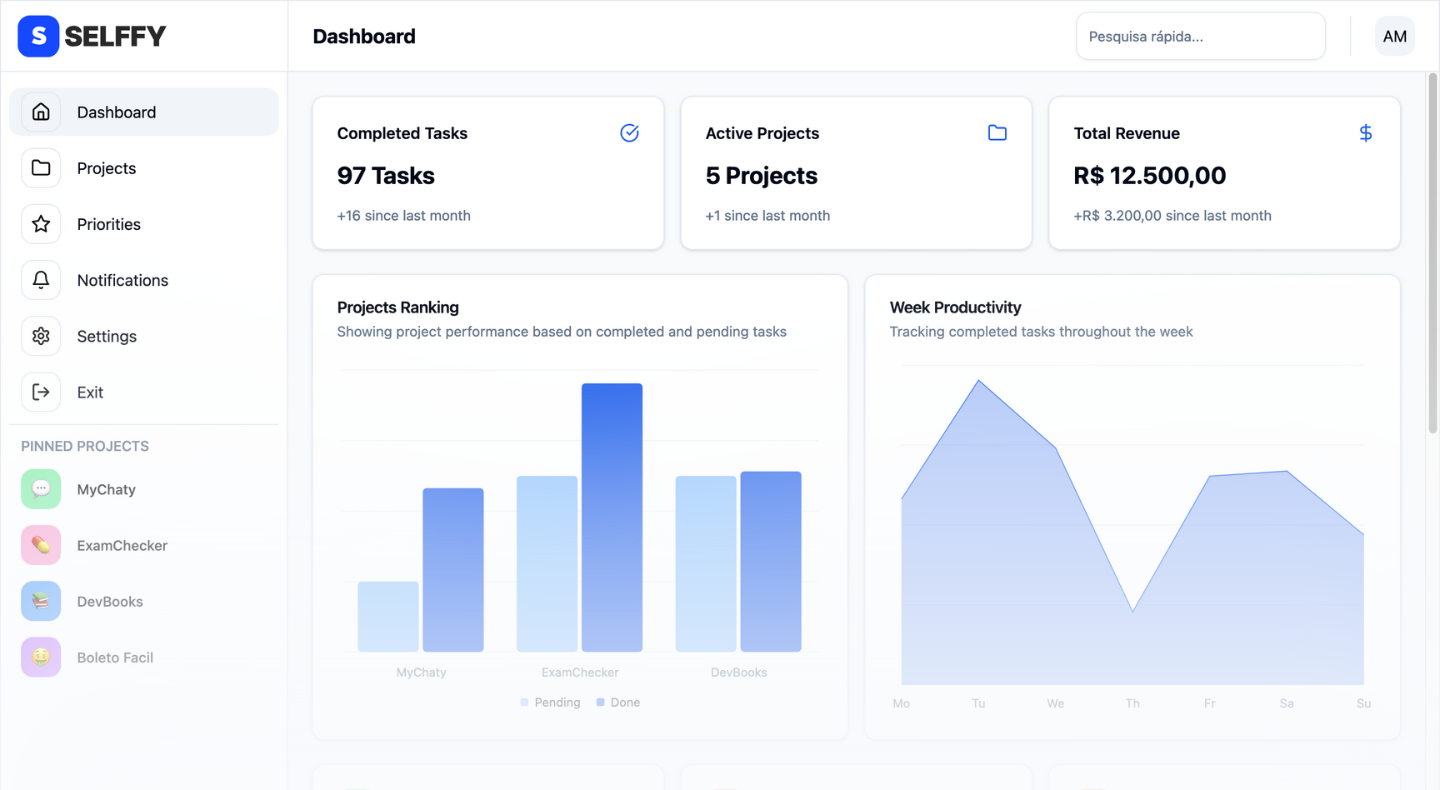 S SELFFY
Dashboard
Pesquisa rápida...
AM
Dashboard
Projects
Priorities
Notifications
Settings
Exit
PINNED PROJECTS
MyChaty
ExamChecker
DevBooks
Boleto Facil
Completed Tasks
97 Tasks
+16 since last month
Active Projects
5 Projects
+1 since last month
Total Revenue
$
R$ 12.500,00
+R$ 3.200,00 since last month
Projects Ranking
Showing project performance based on completed and pending tasks
MyChaty ExamChecker DevBooks
Pending Done
Week Productivity
Tracking completed tasks throughout the week
Mo Tu We Th Fr Sa Su